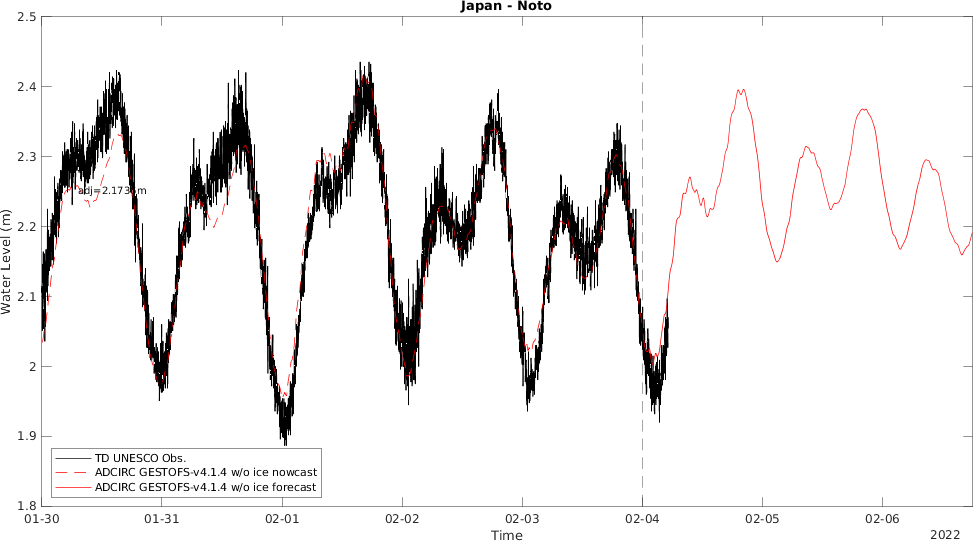 Japan - Noto
2.5
2.4
2.3
adj=2.173 m
2.2
Water Level (m)
2.1
2
1.9
TD UNESCO Obs.
ADCIRC GESTOFS-v4.1.4 w/o ice nowcast
ADCIRC GESTOFS-v4.1.4 w/o ice forecast
1.8
01-30 01-31 02-01 02-02 02-03 02-04 02-05 02-06
Time
2022